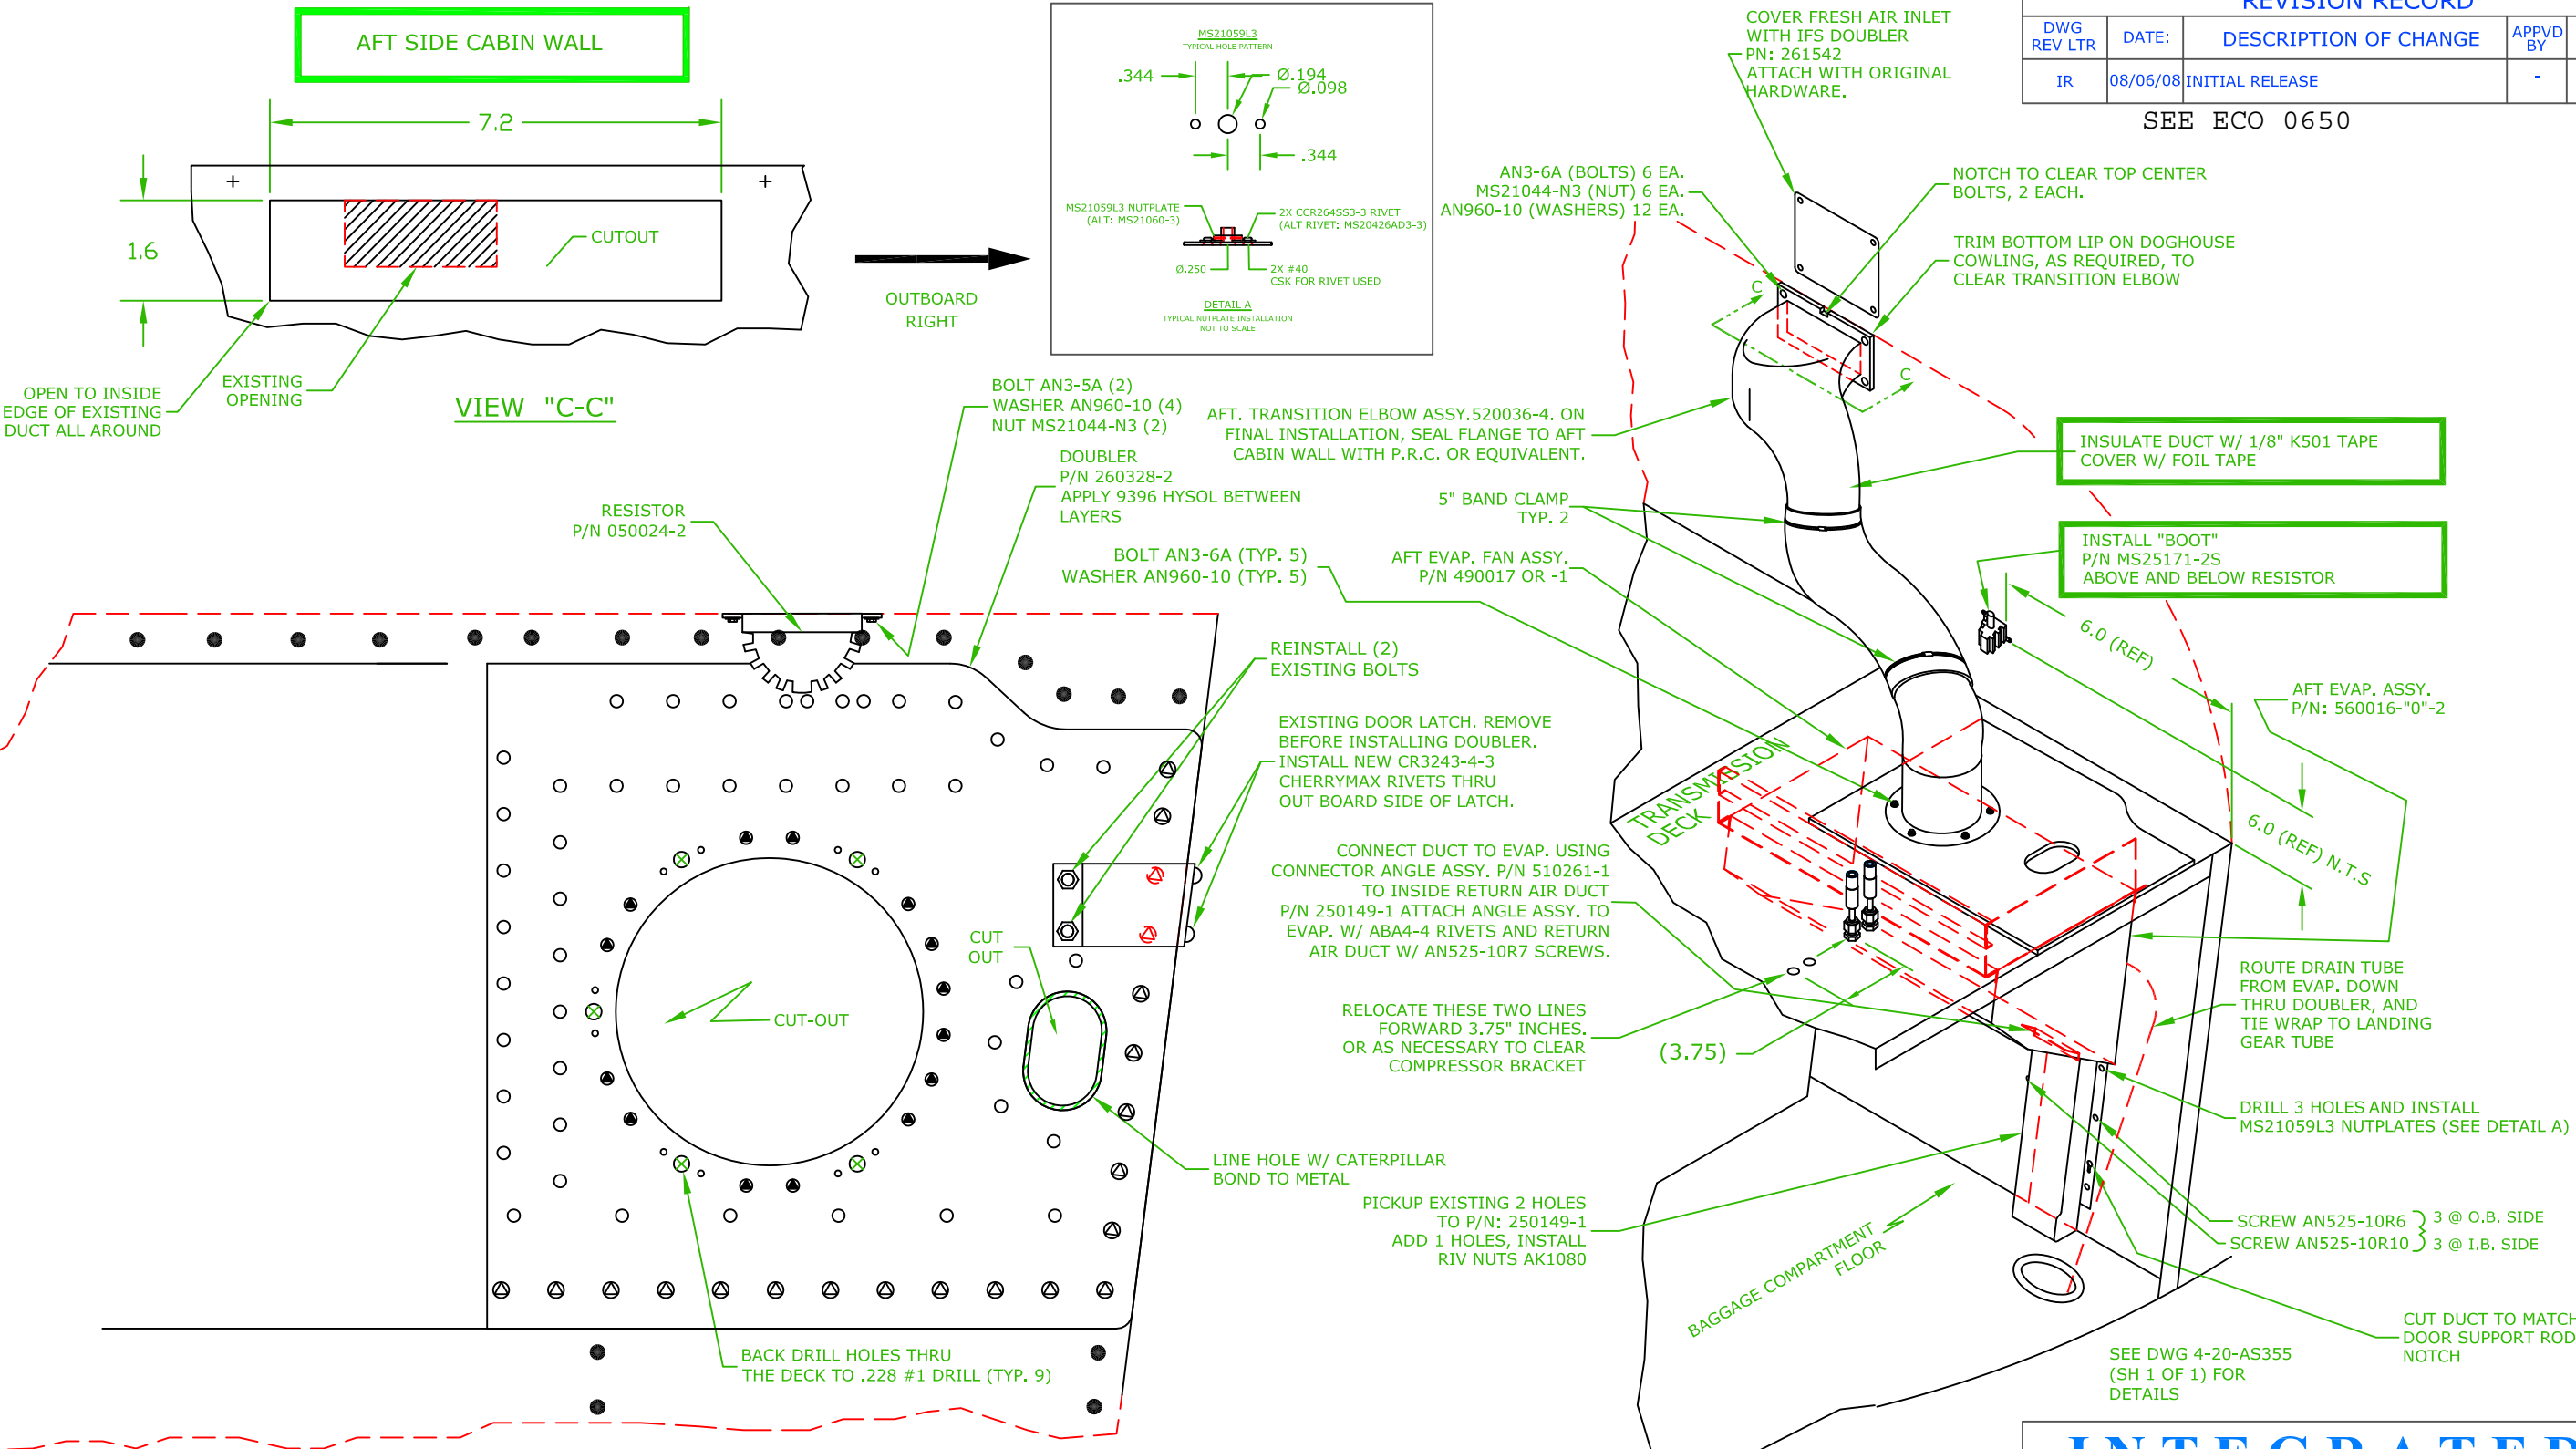 AFT SIDE CABIN WALL
7.2
1.6
CUTOUT
OPEN TO INSIDE
EDGE OF EXISTING
DUCT ALL AROUND
EXISTING
OPENING
VIEW "C-C"
OUTBOARD
RIGHT
MS21059L3
TYPICAL HOLE PATTERN
.344
Ø.194
Ø.098
.344
MS21059L3 NUTPLATE
(ALT: MS21060-3)
2X CCR264SS3-3 RIVET
(ALT RIVET: MS20426AD3-3)
Ø.250
2X #40
CSK FOR RIVET USED
DETAIL A
TYPICAL NUTPLATE INSTALLATION
NOT TO SCALE
COVER FRESH AIR INLET
WITH IFS DOUBLER
PN: 261542
ATTACH WITH ORIGINAL
HARDWARE.
REVISION RECORD
DWG
REV LTR
DATE:
DESCRIPTION OF CHANGE
APPVD
BY
IR
08/06/08
INITIAL RELEASE
-
SEE ECO 0650
AN3-6A (BOLTS) 6 EA.
MS21044-N3 (NUT) 6 EA.
AN960-10 (WASHERS) 12 EA.
NOTCH TO CLEAR TOP CENTER
BOLTS, 2 EACH.
TRIM BOTTOM LIP ON DOGHOUSE
COWLING, AS REQUIRED, TO
CLEAR TRANSITION ELBOW
C
C
BOLT AN3-5A (2)
WASHER AN960-10 (4)
NUT MS21044-N3 (2)
AFT. TRANSITION ELBOW ASSY.520036-4. ON
FINAL INSTALLATION, SEAL FLANGE TO AFT
CABIN WALL WITH P.R.C. OR EQUIVALENT.
INSULATE DUCT W/ 1/8" K501 TAPE
COVER W/ FOIL TAPE
DOUBLER
P/N 260328-2
APPLY 9396 HYSOL BETWEEN
LAYERS
RESISTOR
P/N 050024-2
5" BAND CLAMP
TYP. 2
BOLT AN3-6A (TYP. 5)
WASHER AN960-10 (TYP. 5)
AFT EVAP. FAN ASSY.
P/N 490017 OR -1
INSTALL "BOOT"
P/N MS25171-2S
ABOVE AND BELOW RESISTOR
6.0 (REF)
REINSTALL (2)
EXISTING BOLTS
AFT EVAP. ASSY.
P/N: 560016-"0"-2
EXISTING DOOR LATCH. REMOVE
BEFORE INSTALLING DOUBLER.
INSTALL NEW CR3243-4-3
CHERRYMAX RIVETS THRU
OUT BOARD SIDE OF LATCH.
TRANSMISSION
DECK
6.0 (REF) N.T.S
CONNECT DUCT TO EVAP. USING
CONNECTOR ANGLE ASSY. P/N 510261-1
TO INSIDE RETURN AIR DUCT
P/N 250149-1 ATTACH ANGLE ASSY. TO
EVAP. W/ ABA4-4 RIVETS AND RETURN
AIR DUCT W/ AN525-10R7 SCREWS.
CUT
OUT
CUT-OUT
ROUTE DRAIN TUBE
FROM EVAP. DOWN
THRU DOUBLER, AND
TIE WRAP TO LANDING
GEAR TUBE
RELOCATE THESE TWO LINES
FORWARD 3.75" INCHES.
OR AS NECESSARY TO CLEAR
COMPRESSOR BRACKET
(3.75)
DRILL 3 HOLES AND INSTALL
MS21059L3 NUTPLATES (SEE DETAIL A)
LINE HOLE W/ CATERPILLAR
BOND TO METAL
PICKUP EXISTING 2 HOLES
TO P/N: 250149-1
ADD 1 HOLES, INSTALL
RIV NUTS AK1080
SCREW AN525-10R6 3 @ O.B. SIDE
SCREW AN525-10R10 3 @ I.B. SIDE
BAGGAGE COMPARTMENT
FLOOR
BACK DRILL HOLES THRU
THE DECK TO .228 #1 DRILL (TYP. 9)
CUT DUCT TO MATCH
DOOR SUPPORT ROD
NOTCH
SEE DWG 4-20-AS355
(SH 1 OF 1) FOR
DETAILS
INTEGRATED